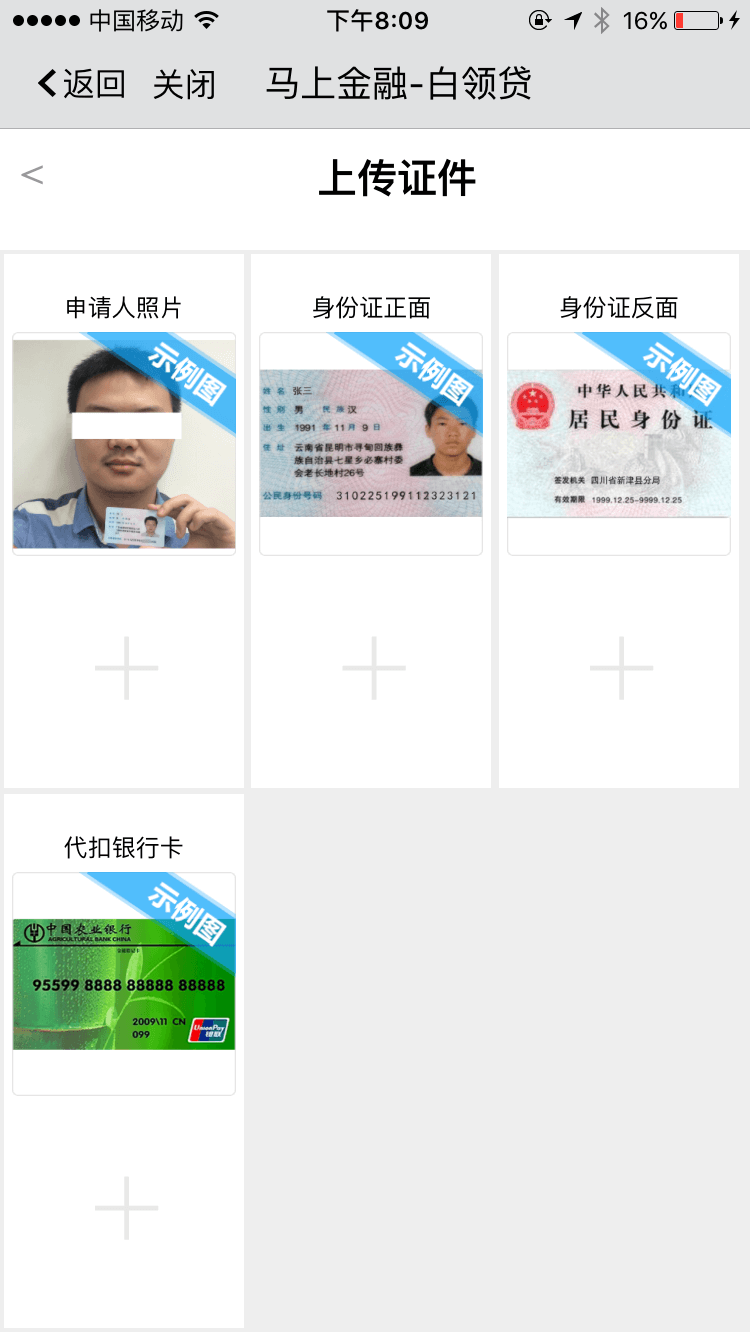 中国移动 下午8:09 16%
返回 关闭 马上金融-白领贷
< 上传证件
申请人照片
示例图
身份证正面
示例图
姓 名 张三
性 别 男 民 族 汉
出 生 1991 年 11 月 9 日
住 址 云南省昆明市寻甸回族彝
族自治县七星乡必寨村委
会老长地村26号
公民身份号码 310225199112323121
身份证反面
示例图
中华人民共和
居民身份证
签发机关 四川省新津县分局
有效期限 1999.12.25-9999.12.25
代扣银行卡
示例图
中国农业银行
AGRICULTURAL BANK CHINA
95599 8888 88888 88888
2009\11 CN
099
UnionPay
银联